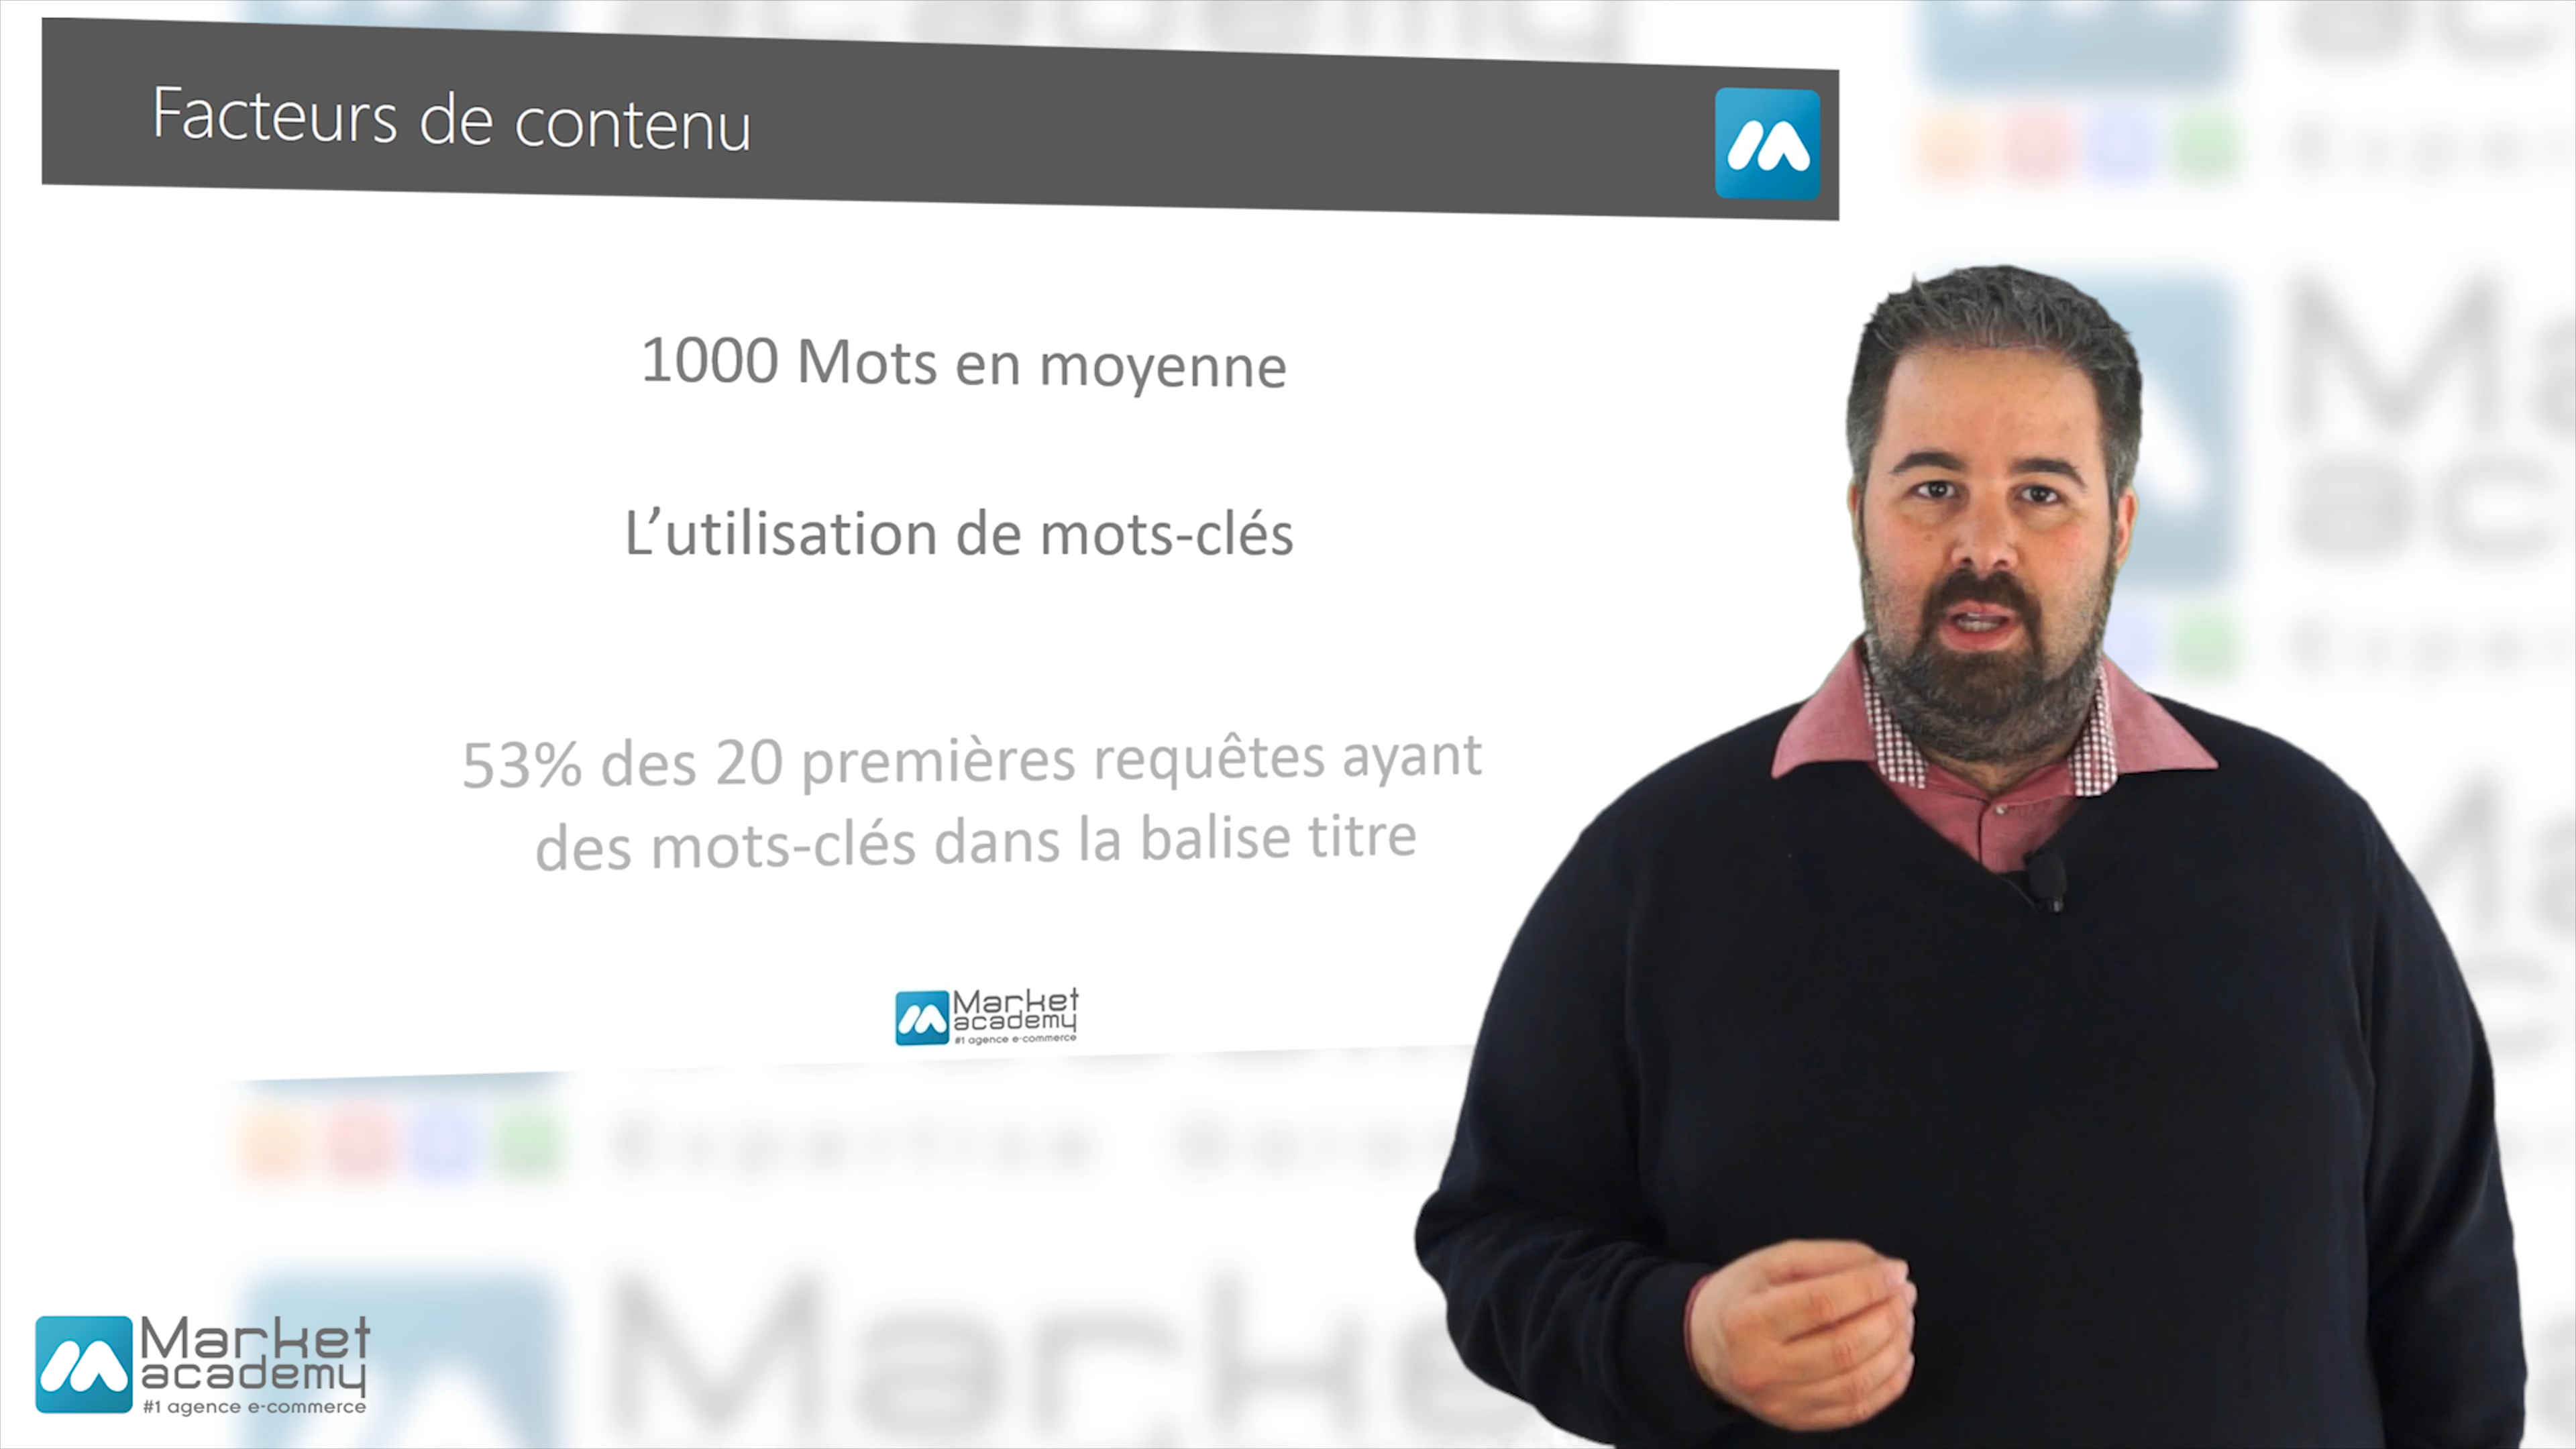 Facteurs de contenu
1000 Mots en moyenne
L’utilisation de mots-clés
53% des 20 premières requêtes ayant
des mots-clés dans la balise titre
Market
academy
#1 agence e-commerce
Expertise
Market
academy
#1 agence e-commerce